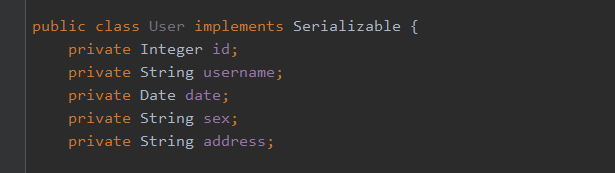 public class User implements Serializable {
    private Integer id;
    private String username;
    private Date date;
    private String sex;
    private String address;